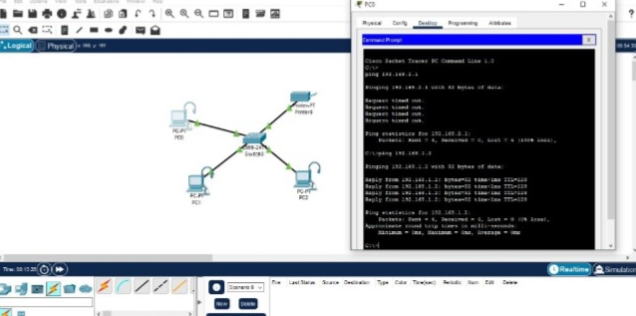 PC0
Physical Config Desktop Programming Attributes
Command Prompt
X
Logical
Physical
Cisco Packet Tracer PC Command Line 1.0
C:\>
ping 192.168.2.1
Pinging 192.168.2.1 with 32 bytes of data:
Request timed out.
Request timed out.
Request timed out.
Request timed out.
Ping statistics for 192.168.2.1:
Packets: Sent = 4, Received = 0, Lost = 4 (100% loss),
C:\>ping 192.168.1.2
Pinging 192.168.1.2 with 32 bytes of data:
Reply from 192.168.1.2: bytes=32 time<1ms TTL=128
Reply from 192.168.1.2: bytes=32 time<1ms TTL=128
Reply from 192.168.1.2: bytes=32 time<1ms TTL=128
Reply from 192.168.1.2: bytes=32 time<1ms TTL=128
Ping statistics for 192.168.1.2:
Packets: Sent = 4, Received = 4, Lost = 0 (0% loss),
Approximate round trip times in milli-seconds:
Minimum = 0ms, Maximum = 0ms, Average = 0ms
C:\>
Printer-PT
Printer0
PC-PT
PC0
Switch0
PC-PT
PC1
PC-PT
PC2
Time: 00:13:25
Realtime
Simulation
Scenario 0
Fire Last Status Source Destination Type Color Time(sec) Periodic Num Edit Delete
New Delete